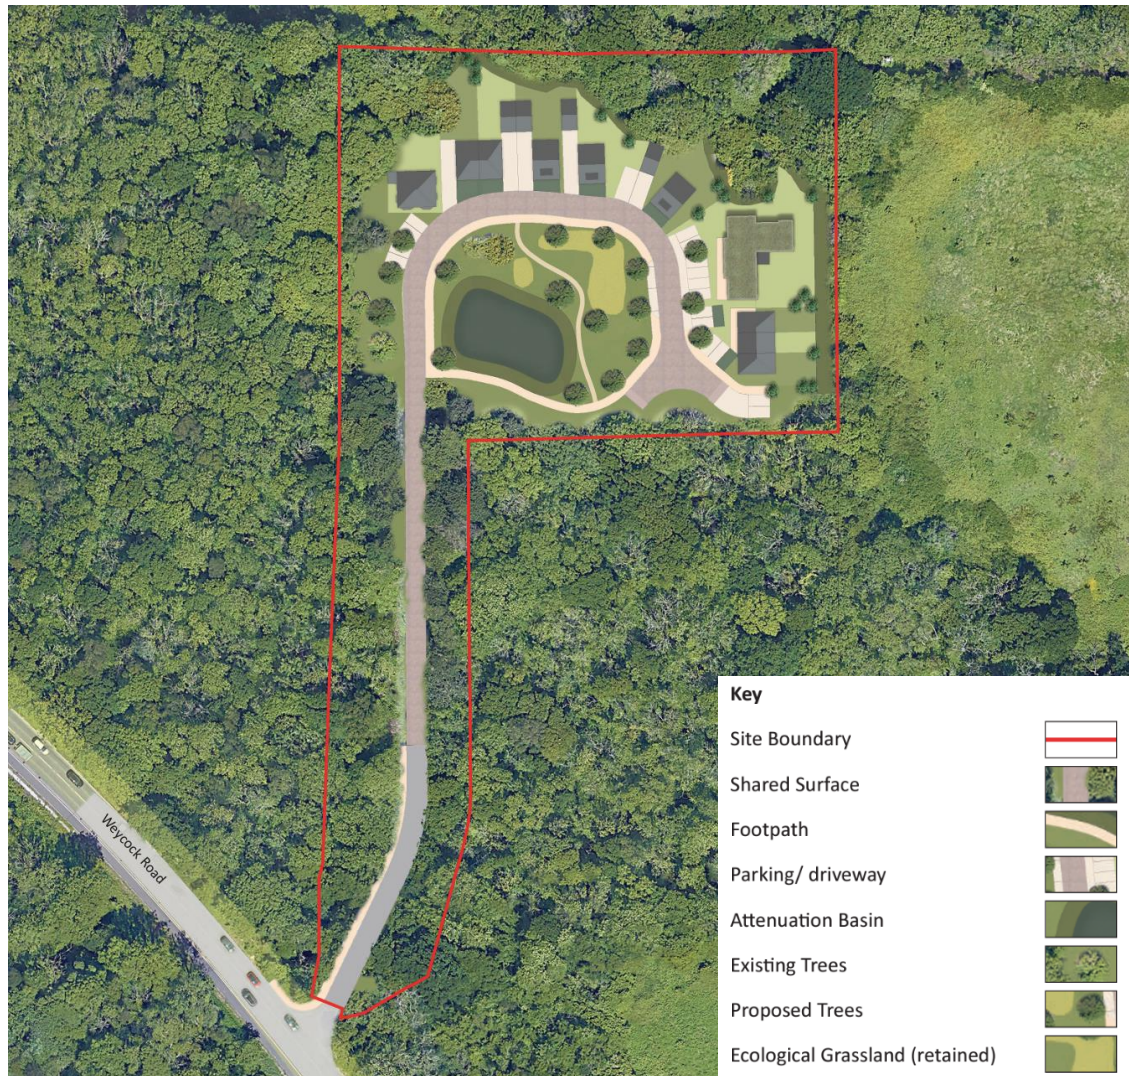 Weycock Road
Key
Site Boundary
Shared Surface
Footpath
Parking/ driveway
Attenuation Basin
Existing Trees
Proposed Trees
Ecological Grassland (retained)